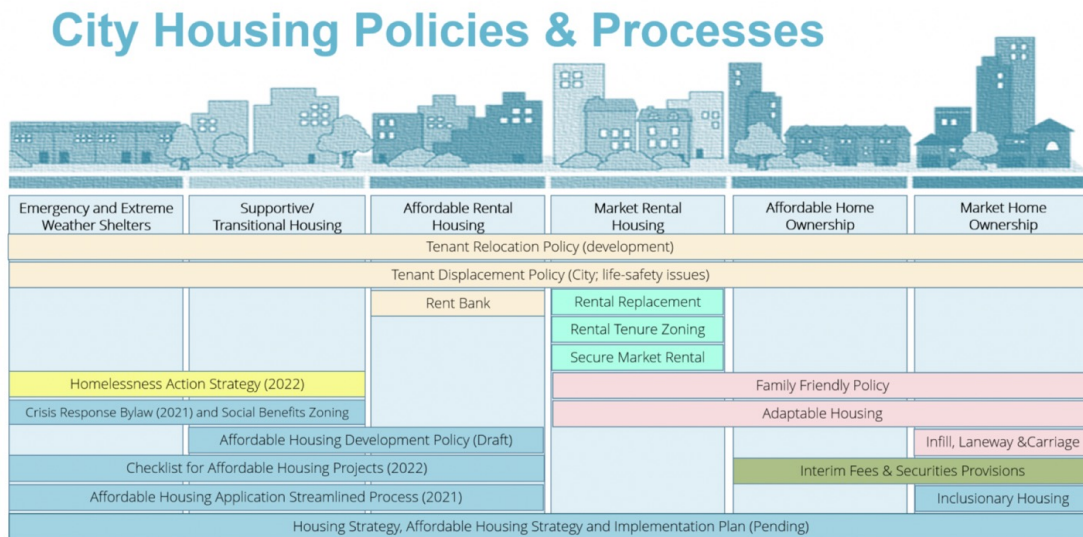 City Housing Policies & Processes
Emergency and Extreme
Weather Shelters
Supportive/
Transitional Housing
Affordable Rental
Housing
Market Rental
Housing
Affordable Home
Ownership
Market Home
Ownership
Tenant Relocation Policy (development)
Tenant Displacement Policy (City; life-safety issues)
Rent Bank
Rental Replacement
Rental Tenure Zoning
Secure Market Rental
Homelessness Action Strategy (2022)
Family Friendly Policy
Crisis Response Bylaw (2021) and Social Benefits Zoning
Adaptable Housing
Affordable Housing Development Policy (Draft)
Infill, Laneway &Carriage
Checklist for Affordable Housing Projects (2022)
Interim Fees & Securities Provisions
Affordable Housing Application Streamlined Process (2021)
Inclusionary Housing
Housing Strategy, Affordable Housing Strategy and Implementation Plan (Pending)